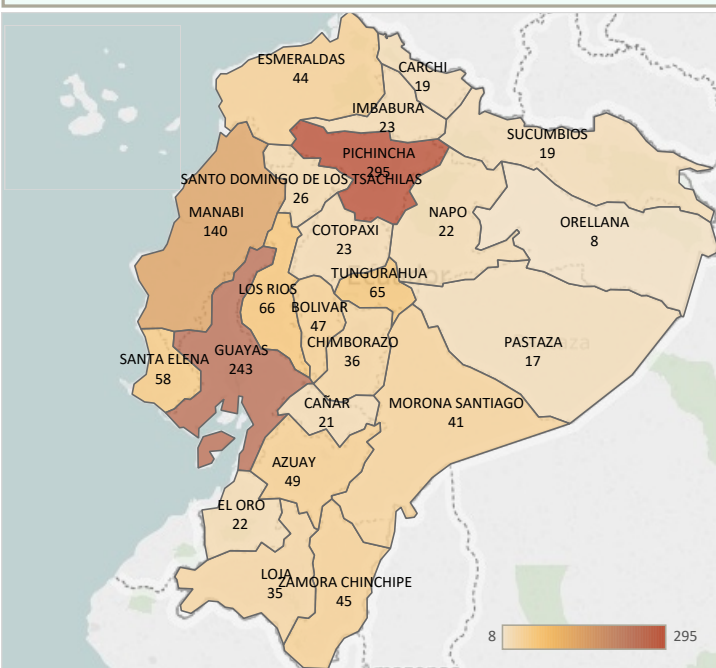 ESMERALDAS
44
CARCHI
19
IMBABURA
23
SUCUMBIOS
19
PICHINCHA
295
SANTO DOMINGO DE LOS TSACHILAS
26
MANABI
140
NAPO
22
ORELLANA
8
COTOPAXI
23
TUNGURAHUA
65
LOS RIOS
66
BOLIVAR
47
CHIMBORAZO
36
PASTAZA
17
SANTA ELENA
58
GUAYAS
243
CAÑAR
21
MORONA SANTIAGO
41
AZUAY
49
EL ORO
22
LOJA
35
ZAMORA CHINCHIPE
45
8
295